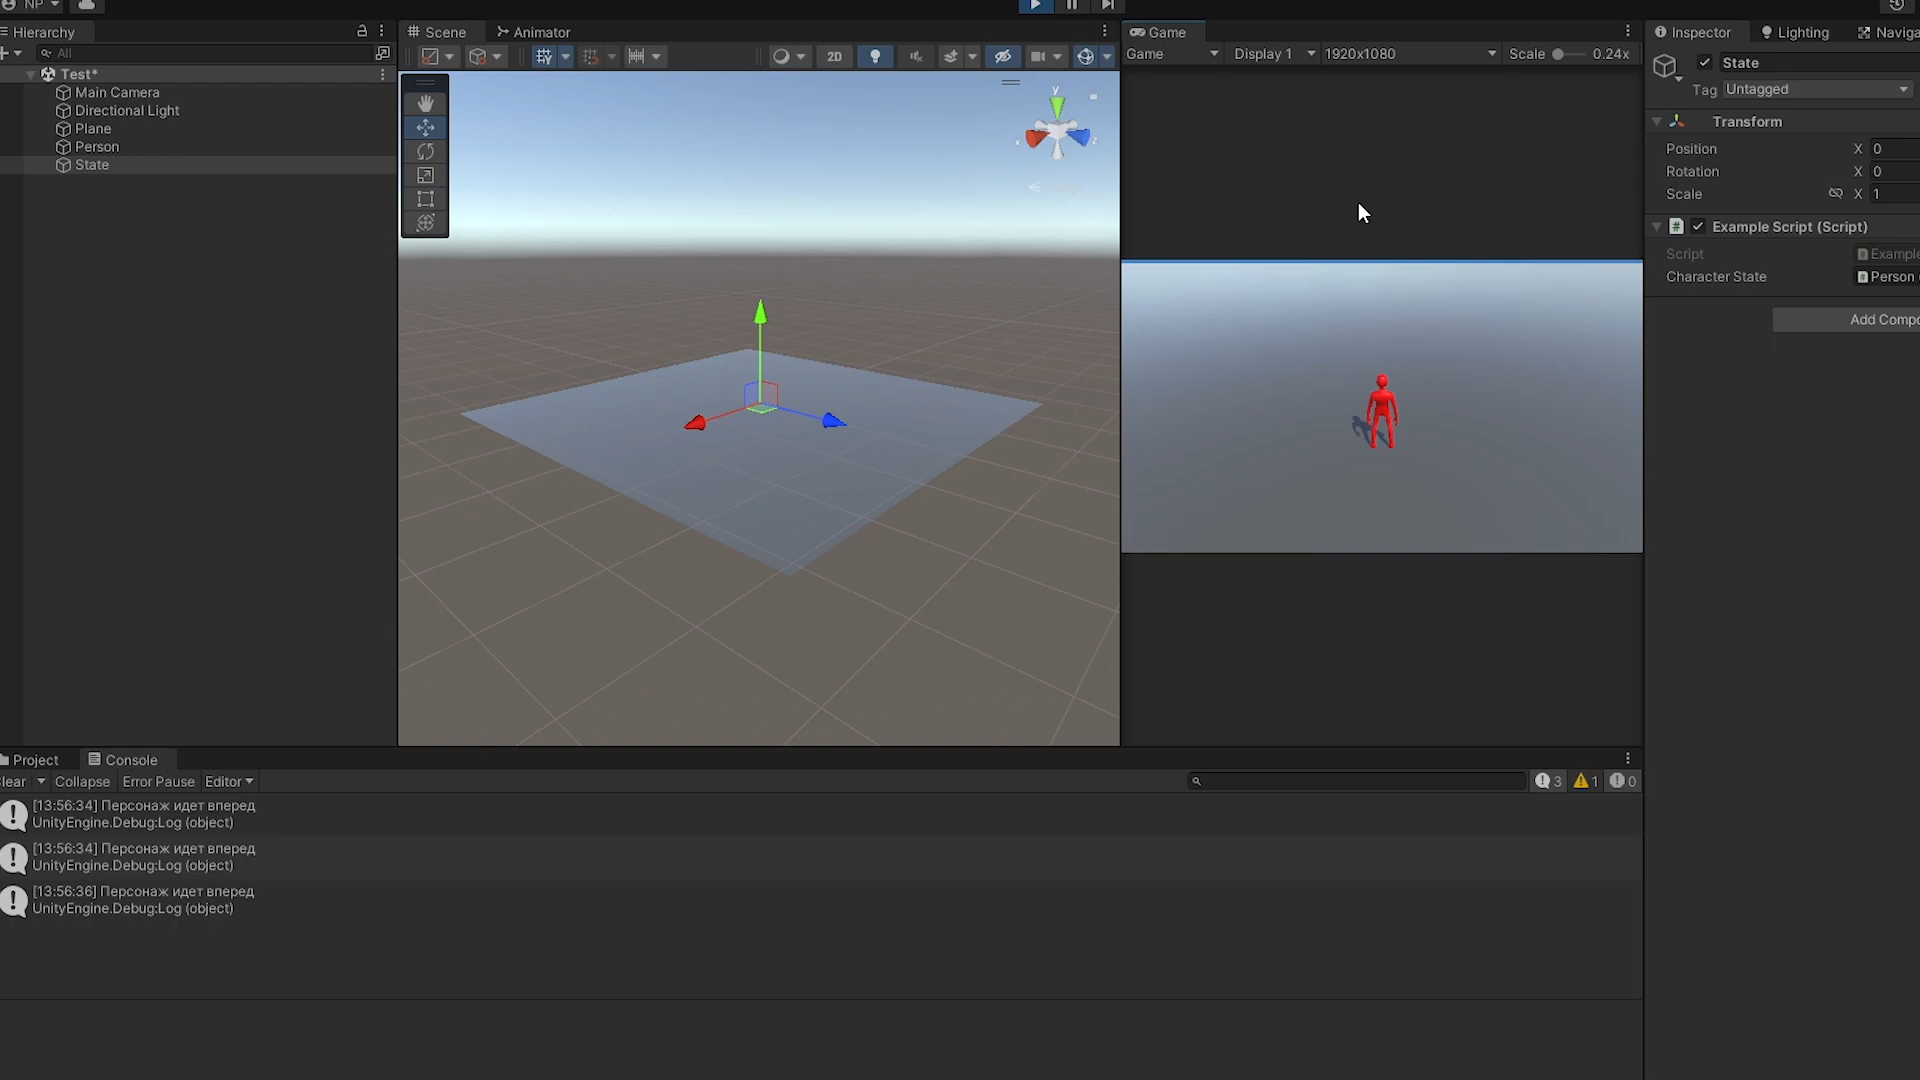 NP
Hierarchy
All
Test*
Main Camera
Directional Light
Plane
Person
State
Scene
Animator
2D
y
x
z
Game
Game
Display 1
1920x1080
Scale
0.24x
Inspector
Lighting
Naviga
State
Tag
Untagged
Transform
Position
X
0
Rotation
X
0
Scale
X
1
Example Script (Script)
Script
Example
Character State
Person
Add Compo
Project
Console
lear
Collapse
Error Pause
Editor
3
1
0
[13:56:34] Персонаж идет вперед
UnityEngine.Debug:Log (object)
[13:56:34] Персонаж идет вперед
UnityEngine.Debug:Log (object)
[13:56:36] Персонаж идет вперед
UnityEngine.Debug:Log (object)